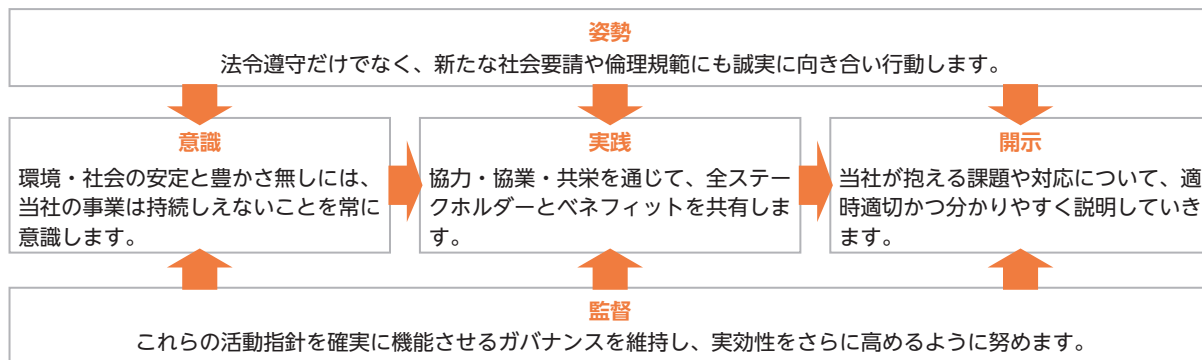 姿勢
法令遵守だけでなく、新たな社会要請や倫理規範にも誠実に向き合い行動します。
意識
環境・社会の安定と豊かさ無しには、
当社の事業は持続しえないことを常に
意識します。
実践
協力・協業・共栄を通じて、全ステー
クホルダーとベネフィットを共有しま
す。
開示
当社が抱える課題や対応について、適
時適切かつ分かりやすく説明していき
ます。
監督
これらの活動指針を確実に機能させるガバナンスを維持し、実効性をさらに高めるように努めます。